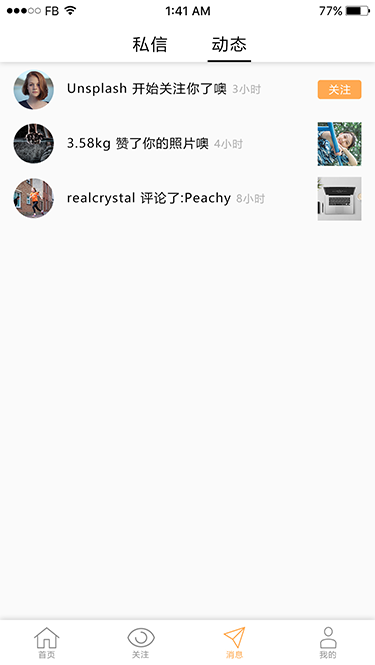 FB 1:41 AM 77%
私信 动态
Unsplash 开始关注你了噢 3小时 关注
3.58kg 赞了你的照片噢 4小时
realcrystal 评论了:Peachy 8小时
首页 关注 消息 我的